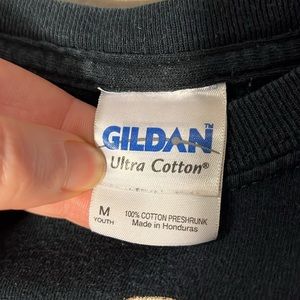 GILDAN™
Ultra Cotton®
M
YOUTH
100% COTTON PRESHRUNK
Made in Honduras